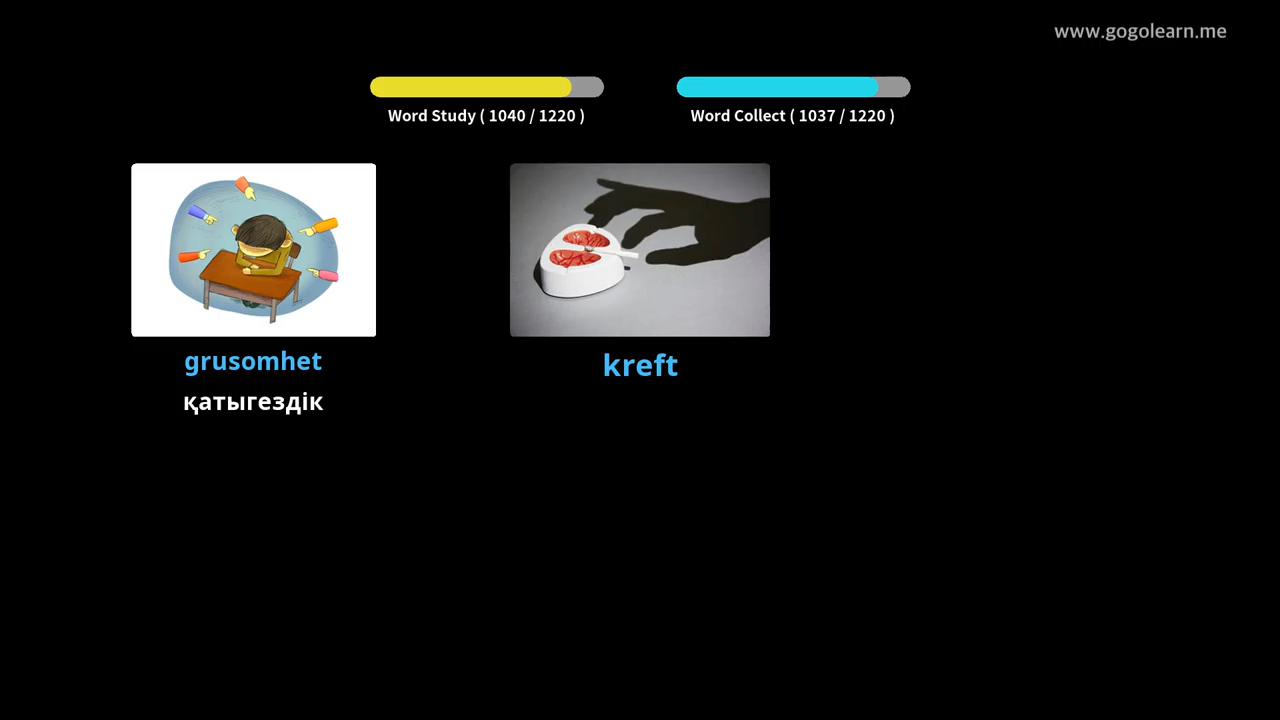 www.gogolearn.me
Word Study ( 1040 / 1220 )
Word Collect ( 1037 / 1220 )
grusomhet
қатыгездік
kreft